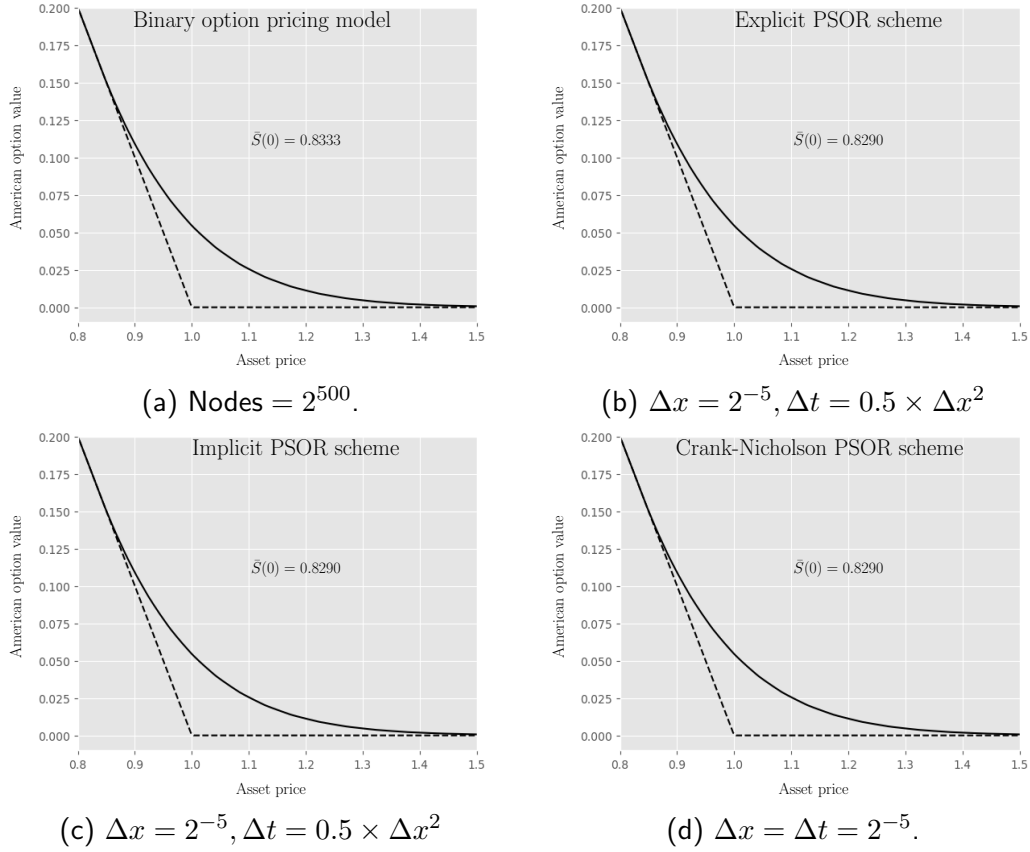 Binary option pricing model
American option value
0.200
0.175
0.150
0.125
0.100
0.075
0.050
0.025
0.000
S̄(0) = 0.8333
0.8 0.9 1.0 1.1 1.2 1.3 1.4 1.5
Asset price
(a) Nodes = 2^500.
Explicit PSOR scheme
American option value
0.200
0.175
0.150
0.125
0.100
0.075
0.050
0.025
0.000
S̄(0) = 0.8290
0.8 0.9 1.0 1.1 1.2 1.3 1.4 1.5
Asset price
(b) Δx = 2^−5, Δt = 0.5 × Δx^2
Implicit PSOR scheme
American option value
0.200
0.175
0.150
0.125
0.100
0.075
0.050
0.025
0.000
S̄(0) = 0.8290
0.8 0.9 1.0 1.1 1.2 1.3 1.4 1.5
Asset price
(c) Δx = 2^−5, Δt = 0.5 × Δx^2
Crank-Nicholson PSOR scheme
American option value
0.200
0.175
0.150
0.125
0.100
0.075
0.050
0.025
0.000
S̄(0) = 0.8290
0.8 0.9 1.0 1.1 1.2 1.3 1.4 1.5
Asset price
(d) Δx = Δt = 2^−5.